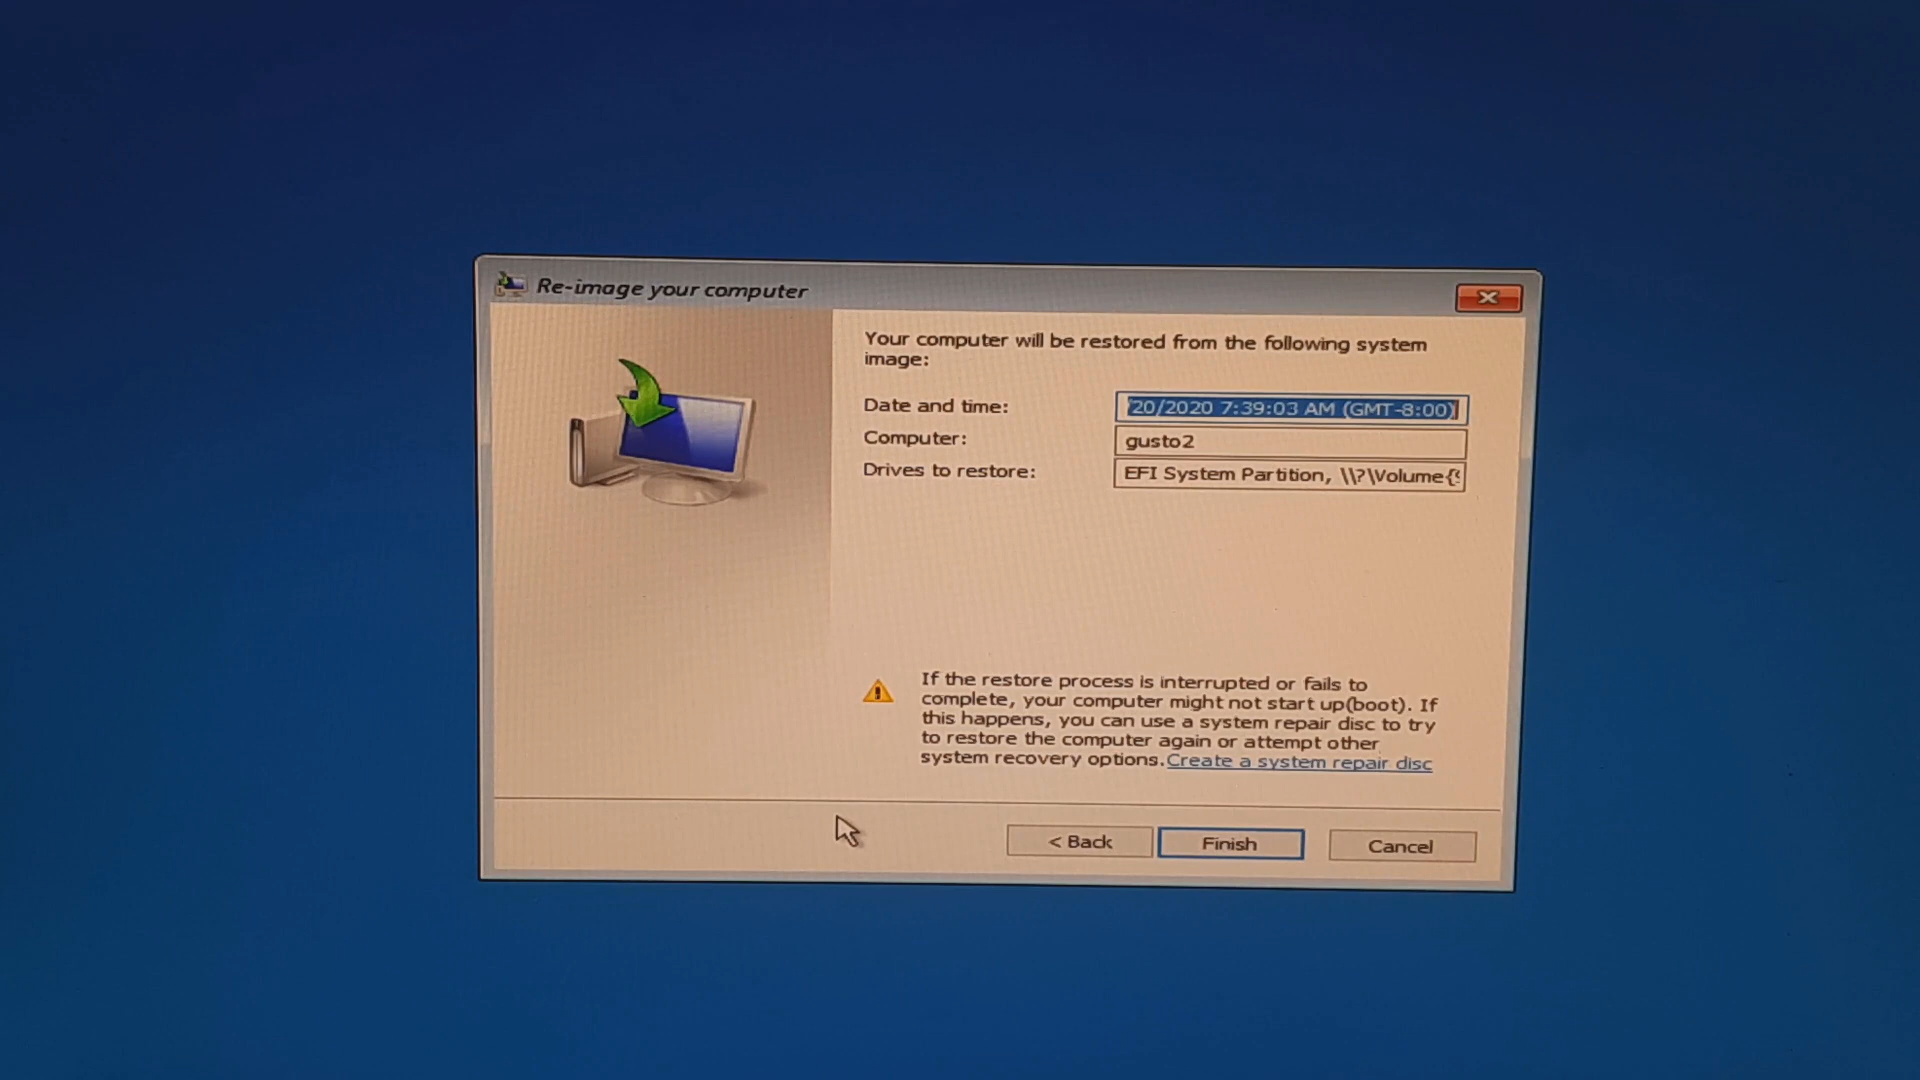 Re-image your computer
Your computer will be restored from the following system
image:
Date and time: /20/2020 7:39:03 AM (GMT-8:00)
Computer: gusto2
Drives to restore: EFI System Partition, \\?\Volume{
If the restore process is interrupted or fails to
complete, your computer might not start up(boot). If
this happens, you can use a system repair disc to try
to restore the computer again or attempt other
system recovery options.Create a system repair disc
< Back Finish Cancel